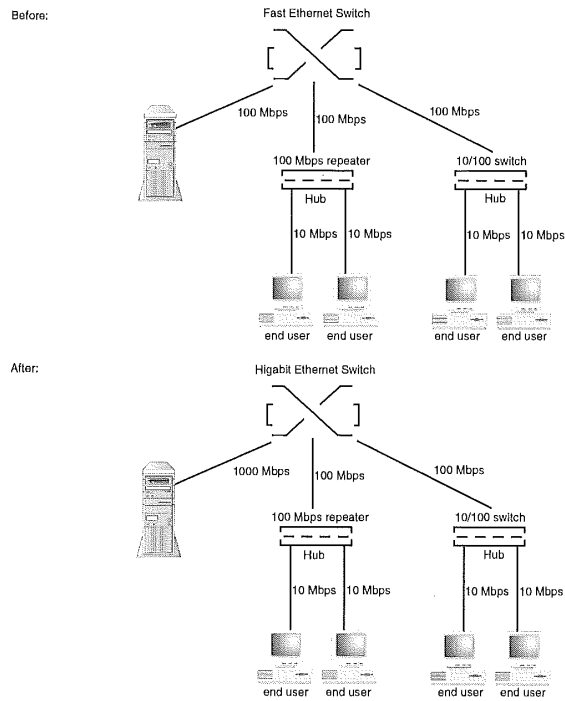 Before:
Fast Ethernet Switch
100 Mbps
100 Mbps
100 Mbps
100 Mbps repeater
10/100 switch
Hub
Hub
10 Mbps
10 Mbps
10 Mbps
10 Mbps
end user
end user
end user
end user
After:
Higabit Ethernet Switch
1000 Mbps
100 Mbps
100 Mbps
100 Mbps repeater
10/100 switch
Hub
Hub
10 Mbps
10 Mbps
10 Mbps
10 Mbps
end user
end user
end user
end user